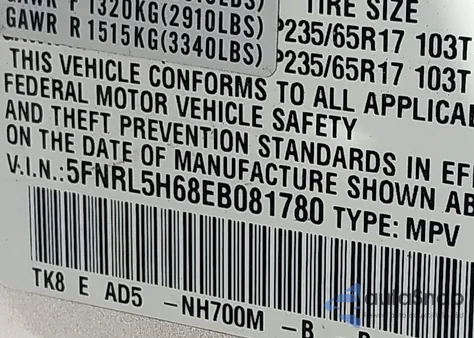 GAWR F 1320KG(2910LBS)
GAWR R 1515KG(3340LBS)
TIRE SIZE
P235/65R17 103T
P235/65R17 103T
THIS VEHICLE CONFORMS TO ALL APPLICA
FEDERAL MOTOR VEHICLE SAFETY
AND THEFT PREVENTION STANDARDS IN EF
ON THE DATE OF MANUFACTURE SHOWN AB
V.I.N.:5FNRL5H68EB081780 TYPE: MPV
TK8 E AD5 -NH700M -B